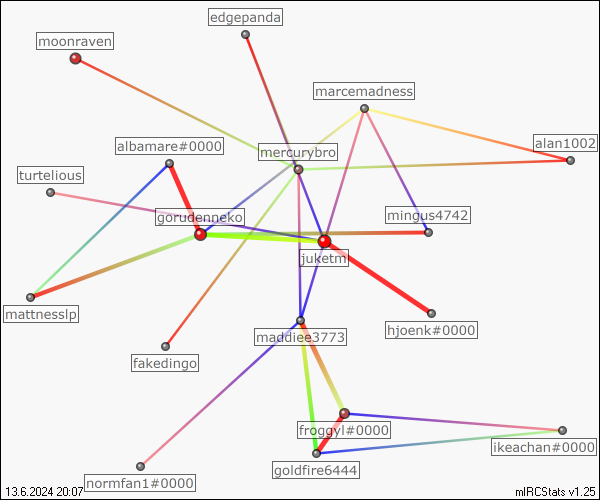 edgepanda
moonraven
marcemadness
alan1002
albamare#0000
mercurybro
turtelious
gorudenneko
mingus4742
juketm
mattnesslp
hjoenk#0000
maddiee3773
fakedingo
froggyl#0000
ikeachan#0000
goldfire6444
normfan1#0000
13.6.2024 20:07
mIRCStats v1.25